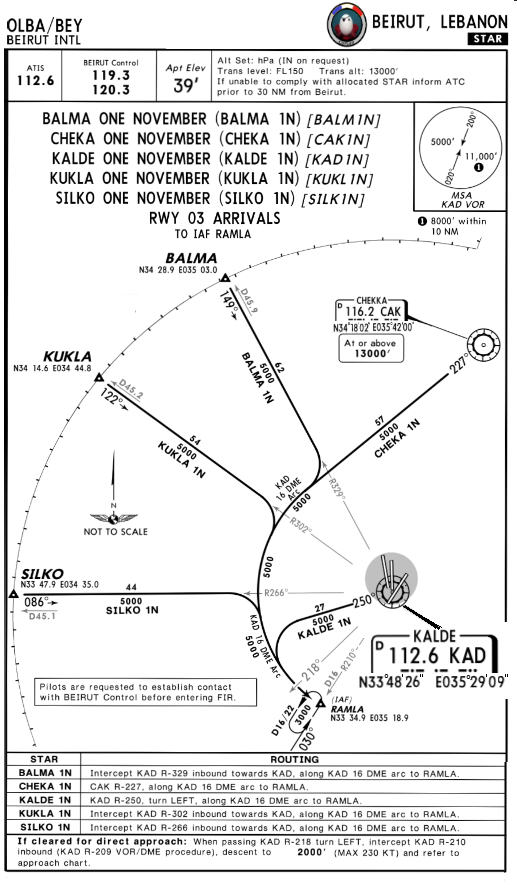 OLBA/BEY
BEIRUT INTL
BEIRUT, LEBANON
STAR
ATIS
112.6
BEIRUT Control
119.3
120.3
Apt Elev
39'
Alt Set: hPa (IN on request)
Trans level: FL150 Trans alt: 13000'
If unable to comply with allocated STAR inform ATC
prior to 30 NM from Beirut.
BALMA ONE NOVEMBER (BALMA 1N) [BALM1N]
CHEKA ONE NOVEMBER (CHEKA 1N) [CAK1N]
KALDE ONE NOVEMBER (KALDE 1N) [KAD1N]
KUKLA ONE NOVEMBER (KUKLA 1N) [KUKL1N]
SILKO ONE NOVEMBER (SILKO 1N) [SILK1N]
RWY 03 ARRIVALS
TO IAF RAMLA
200°
5000'
11,000'
1
020°
MSA
KAD VOR
1 8000' within
10 NM
BALMA
N34 28.9 E035 03.0
149°
D45.9
62
5000
BALMA 1N
CHEKKA
D 116.2 CAK
N34°18'02' E035°42'00'
At or above
13000'
227°
57
5000
CHEKA 1N
KUKLA
N34 14.6 E034 44.8
122°
D45.2
54
5000
KUKLA 1N
KAD
16 DME
Arc
5000
R329°
R302°
N
NOT TO SCALE
5000
SILKO
N33 47.9 E034 35.0
086°
D45.1
44
5000
SILKO 1N
R266°
27
5000
KALDE 1N
250°
KAD 16 DME Arc
5000
KALDE
D 112.6 KAD
N33°48'26" E035°29'09"
218°
D16
R210°
Pilots are requested to establish contact
with BEIRUT Control before entering FIR.
D16/22
3000
030°
(IAF)
RAMLA
N33 34.9 E035 18.9
STAR ROUTING
BALMA 1N Intercept KAD R-329 inbound towards KAD, along KAD 16 DME arc to RAMLA.
CHEKA 1N CAK R-227, along KAD 16 DME arc to RAMLA.
KALDE 1N KAD R-250, turn LEFT, along KAD 16 DME arc to RAMLA.
KUKLA 1N Intercept KAD R-302 inbound towards KAD, along KAD 16 DME arc to RAMLA.
SILKO 1N Intercept KAD R-266 inbound towards KAD, along KAD 16 DME arc to RAMLA.
If cleared for direct approach: When passing KAD R-218 turn LEFT, intercept KAD R-210
inbound (KAD R-209 VOR/DME procedure), descent to 2000' (MAX 230 KT) and refer to
approach chart.